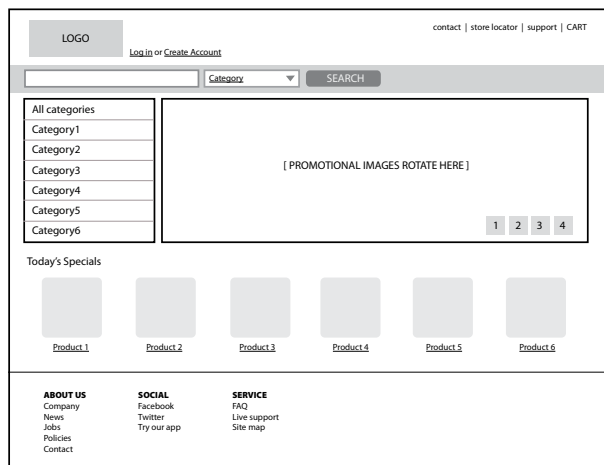 LOGO
Log in or Create Account
contact | store locator | support | CART
Category
SEARCH
All categories
Category1
Category2
Category3
Category4
Category5
Category6
[ PROMOTIONAL IMAGES ROTATE HERE ]
1 2 3 4
Today's Specials
Product 1
Product 2
Product 3
Product 4
Product 5
Product 6
ABOUT US
Company
News
Jobs
Policies
Contact
SOCIAL
Facebook
Twitter
Try our app
SERVICE
FAQ
Live support
Site map